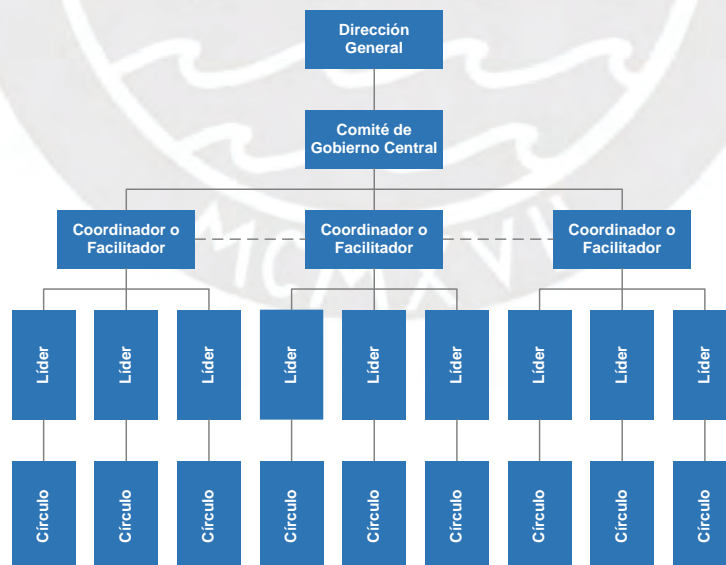 Dirección
General
Comité de
Gobierno Central
Coordinador o
Facilitador
Coordinador o
Facilitador
Coordinador o
Facilitador
Líder
Líder
Líder
Líder
Líder
Líder
Líder
Líder
Líder
Círculo
Círculo
Círculo
Círculo
Círculo
Círculo
Círculo
Círculo
Círculo
MCMXVII